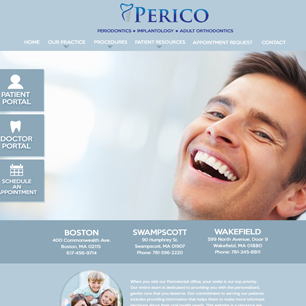 PERICO
PERIODONTICS • IMPLANTOLOGY • ADULT ORTHODONTICS
HOME OUR PRACTICE PROCEDURES PATIENT RESOURCES APPOINTMENT REQUEST CONTACT
PATIENT
PORTAL
DOCTOR
PORTAL
SCHEDULE
AN
APPOINTMENT
BOSTON
400 Commonwealth Ave.
Boston, MA 02115
617-456-9714
SWAMPSCOTT
90 Humphrey St.
Swampscott, MA 01907
Phone: 781-596-2230
WAKEFIELD
589 North Avenue, Door 9
Wakefield, MA 01880
Phone: 781-245-6811
When you visit our Periodontal office, your smile is our top priority.
Our entire team is dedicated to providing you with the personalized,
gentle care that you deserve. Our commitment to serving our patients
includes providing information that helps them to make more informed